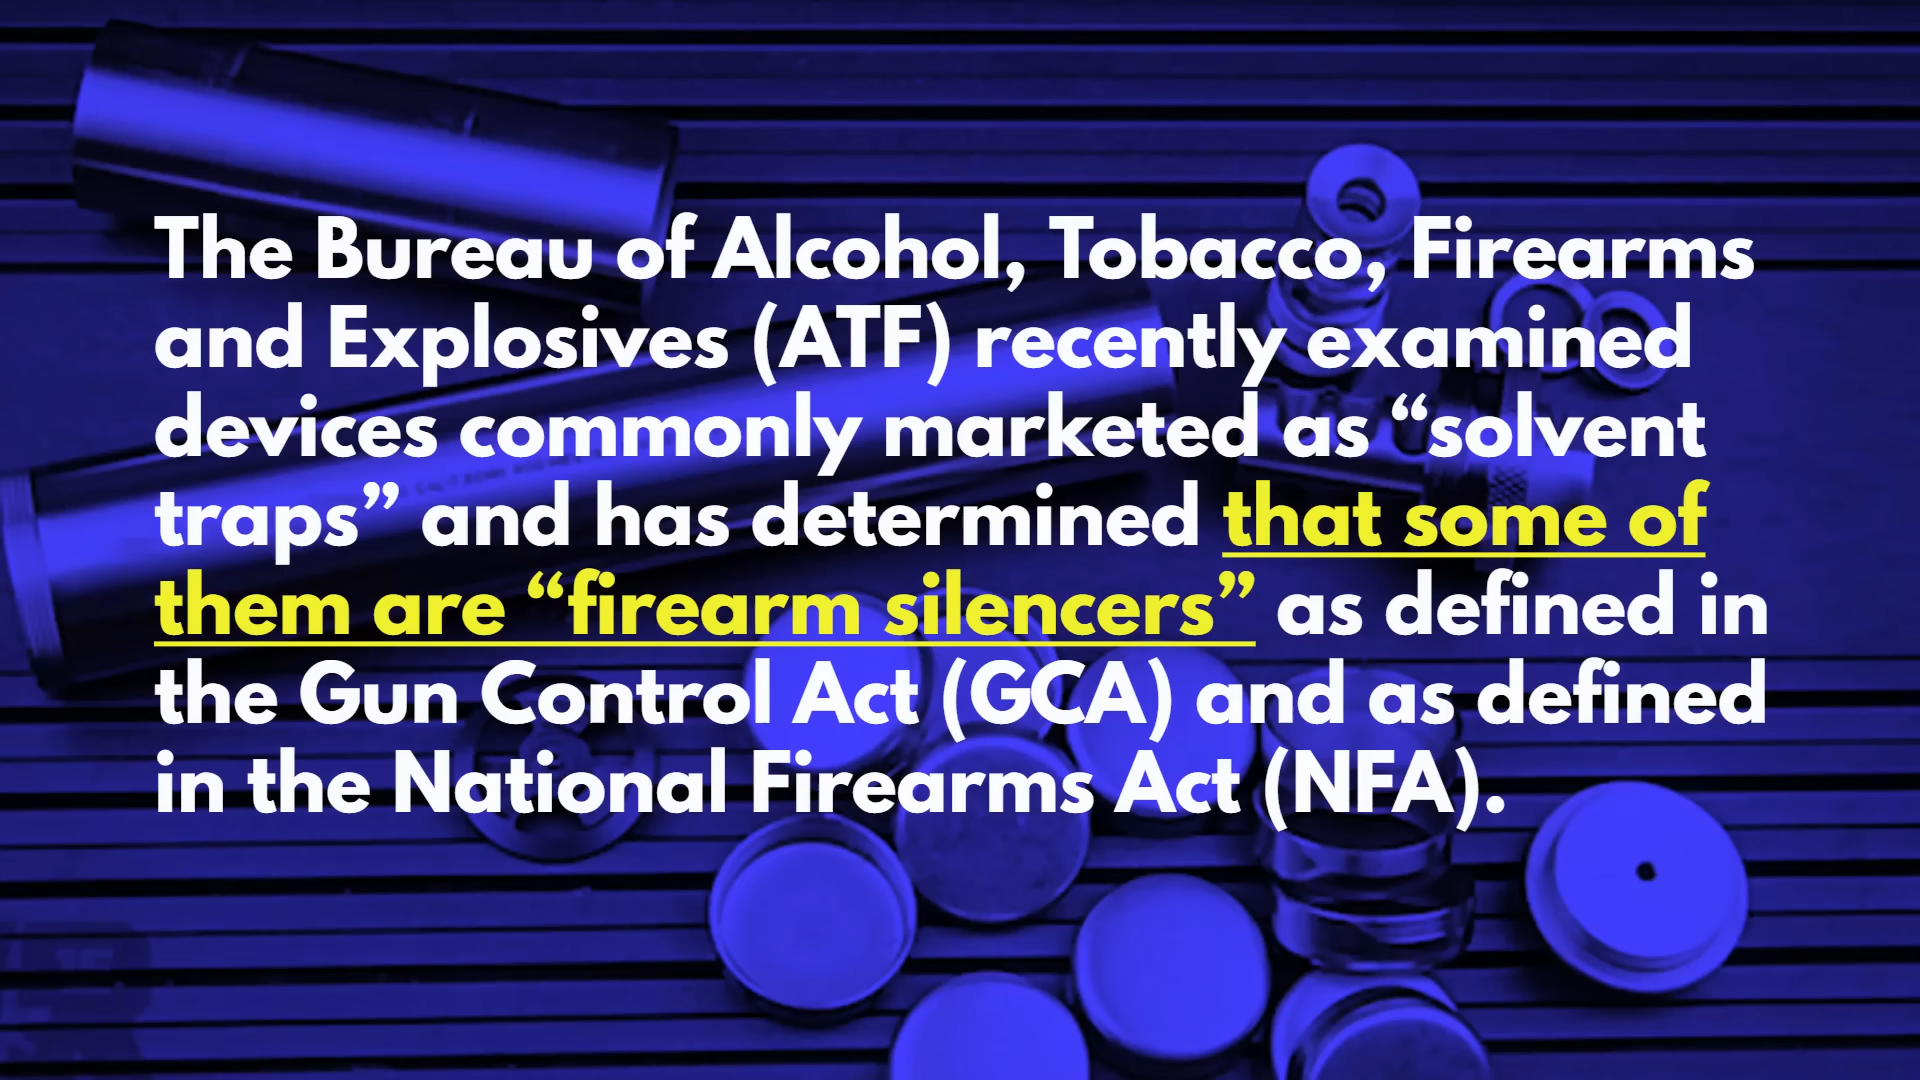 The Bureau of Alcohol, Tobacco, Firearms
and Explosives (ATF) recently examined
devices commonly marketed as “solvent
traps” and has determined that some of
them are “firearm silencers” as defined in
the Gun Control Act (GCA) and as defined
in the National Firearms Act (NFA).